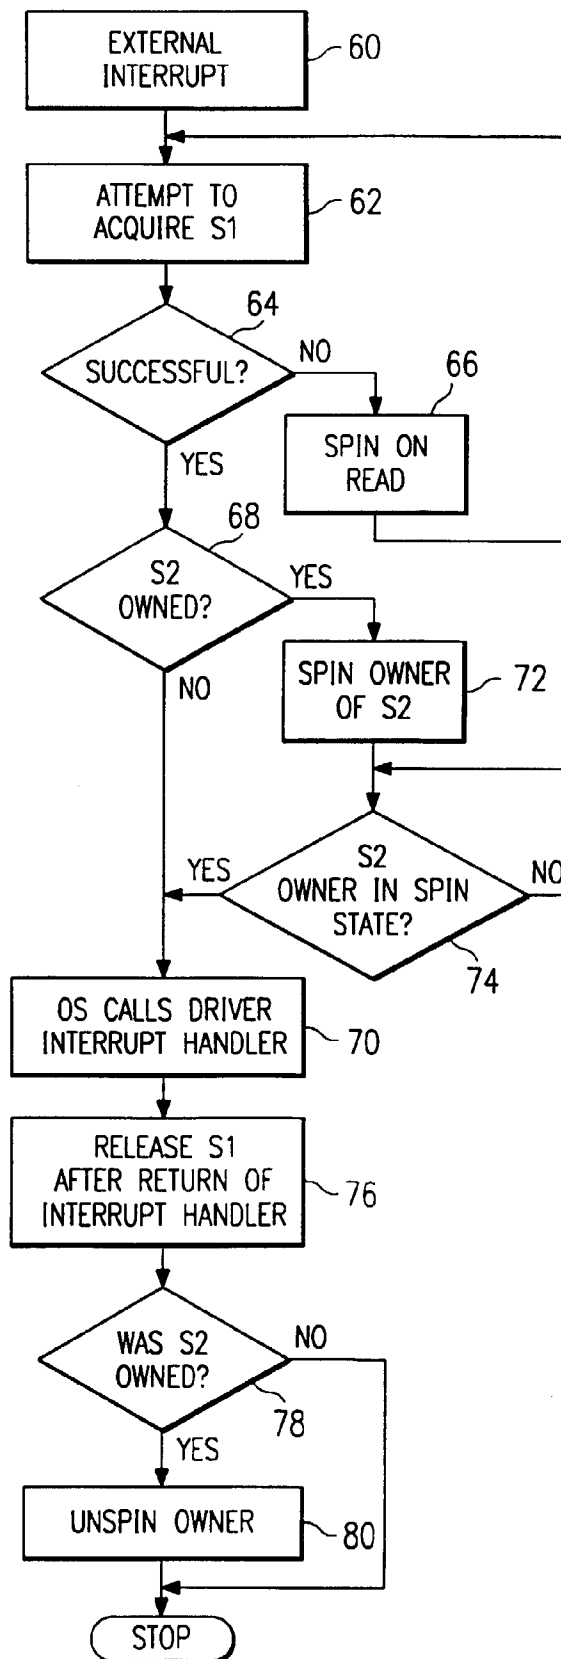 EXTERNAL
INTERRUPT
60
ATTEMPT TO
ACQUIRE S1
62
64
SUCCESSFUL?
NO
66
SPIN ON
READ
YES
68
S2
OWNED?
YES
SPIN OWNER
OF S2
72
NO
S2
OWNER IN SPIN
STATE?
YES
NO
74
OS CALLS DRIVER
INTERRUPT HANDLER
70
RELEASE S1
AFTER RETURN OF
INTERRUPT HANDLER
76
WAS S2
OWNED?
NO
78
YES
UNSPIN OWNER
80
STOP